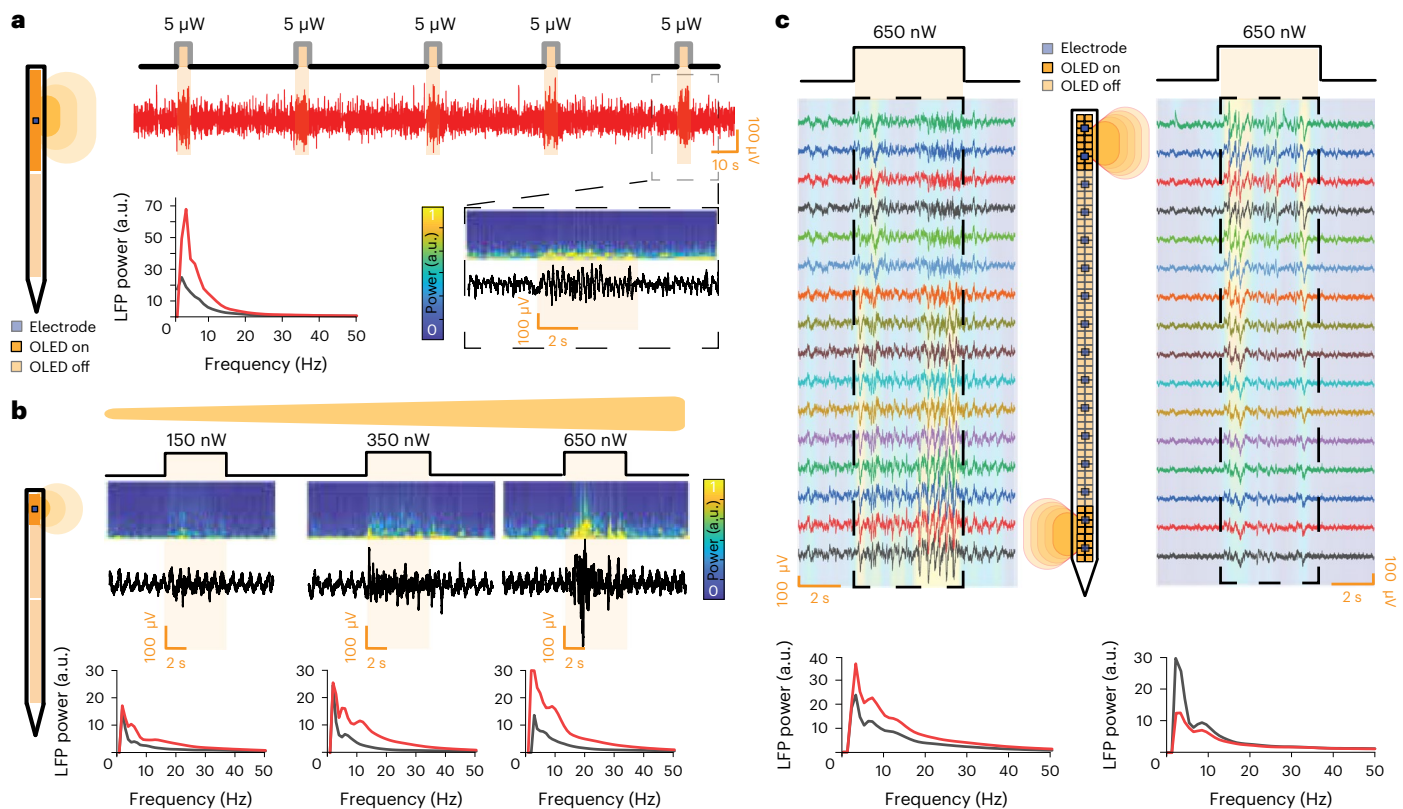 a
5 µW 5 µW 5 µW 5 µW 5 µW
100 µV
10 s
Electrode
OLED on
OLED off
LFP power (a.u.)
70
50
30
10
0 10 20 30 40 50
Frequency (Hz)
1
Power (a.u.)
0
100 µV
2 s
b
150 nW 350 nW 650 nW
1
Power (a.u.)
0
100 µV
2 s
100 µV
2 s
100 µV
2 s
LFP power (a.u.)
30
20
10
0 10 20 30 40 50
Frequency (Hz)
30
20
10
0 10 20 30 40 50
Frequency (Hz)
30
20
10
0 10 20 30 40 50
Frequency (Hz)
c
650 nW
Electrode
OLED on
OLED off
650 nW
100 µV
2 s
2 s
100 µV
LFP power (a.u.)
40
30
20
10
0 10 20 30 40 50
Frequency (Hz)
LFP power (a.u.)
30
20
10
0 10 20 30 40 50
Frequency (Hz)